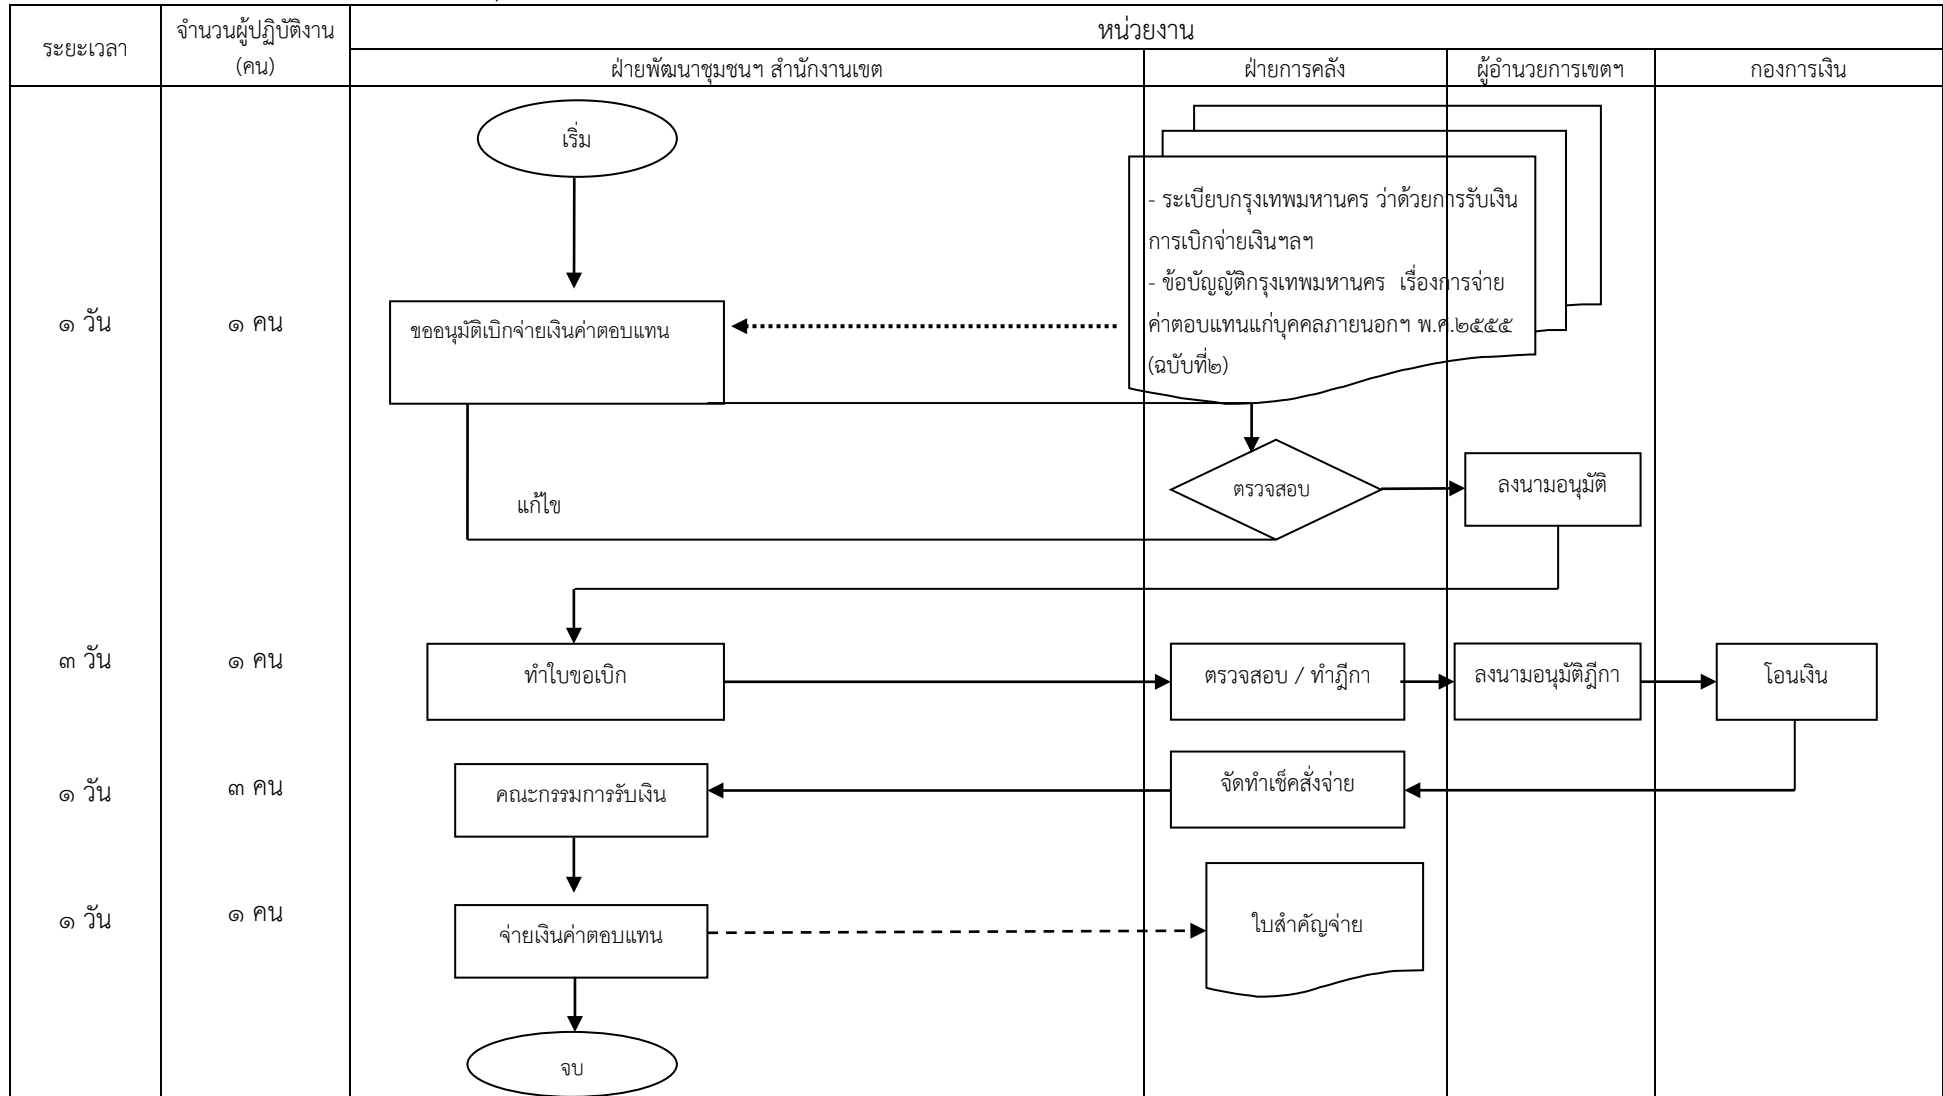 ระยะเวลา
จำนวนผู้ปฏิบัติงาน
(คน)
หน่วยงาน
ฝ่ายพัฒนาชุมชนฯ สำนักงานเขต
ฝ่ายการคลัง
ผู้อำนวยการเขตฯ
กองการเงิน
เริ่ม
- ระเบียบกรุงเทพมหานคร ว่าด้วยการรับเงิน
การเบิกจ่ายเงินฯลฯ
- ข้อบัญญัติกรุงเทพมหานคร เรื่องการจ่าย
ค่าตอบแทนแก่บุคคลภายนอกฯ พ.ศ.๒๕๕๕
(ฉบับที่๒)
๑ วัน
๑ คน
ขออนุมัติเบิกจ่ายเงินค่าตอบแทน
ตรวจสอบ
ลงนามอนุมัติ
แก้ไข
๓ วัน
๑ คน
ทำใบขอเบิก
ตรวจสอบ / ทำฎีกา
ลงนามอนุมัติฎีกา
โอนเงิน
๑ วัน
๓ คน
คณะกรรมการรับเงิน
จัดทำเช็คสั่งจ่าย
๑ วัน
๑ คน
จ่ายเงินค่าตอบแทน
ใบสำคัญจ่าย
จบ